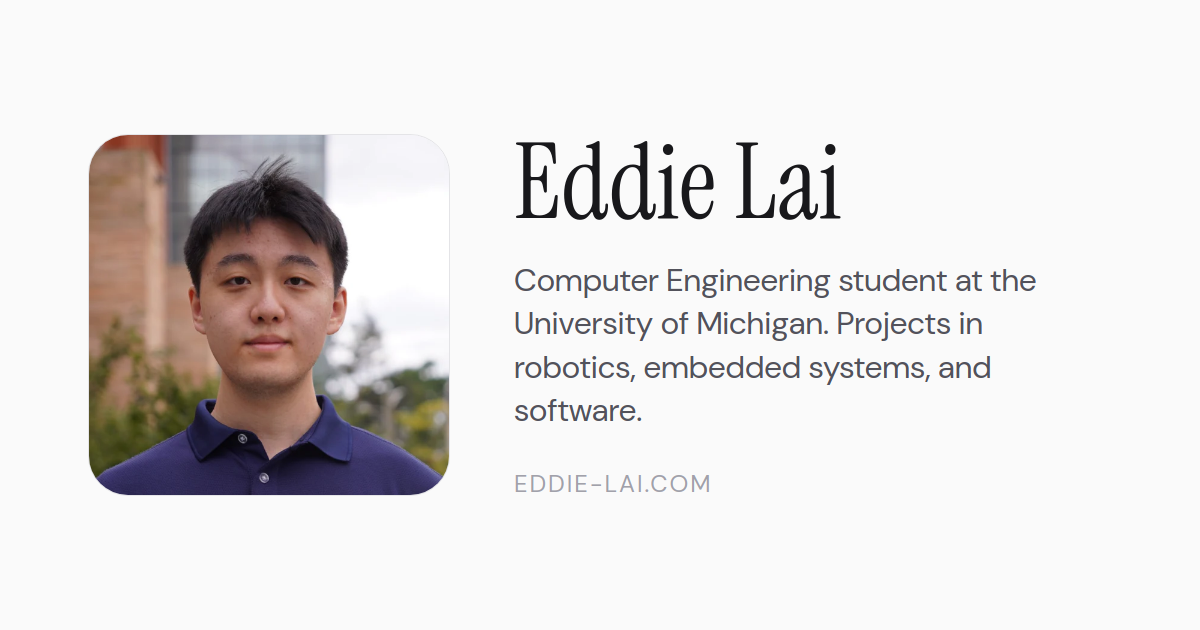 Eddie Lai
Computer Engineering student at the
University of Michigan. Projects in
robotics, embedded systems, and
software.
EDDIE-LAI.COM